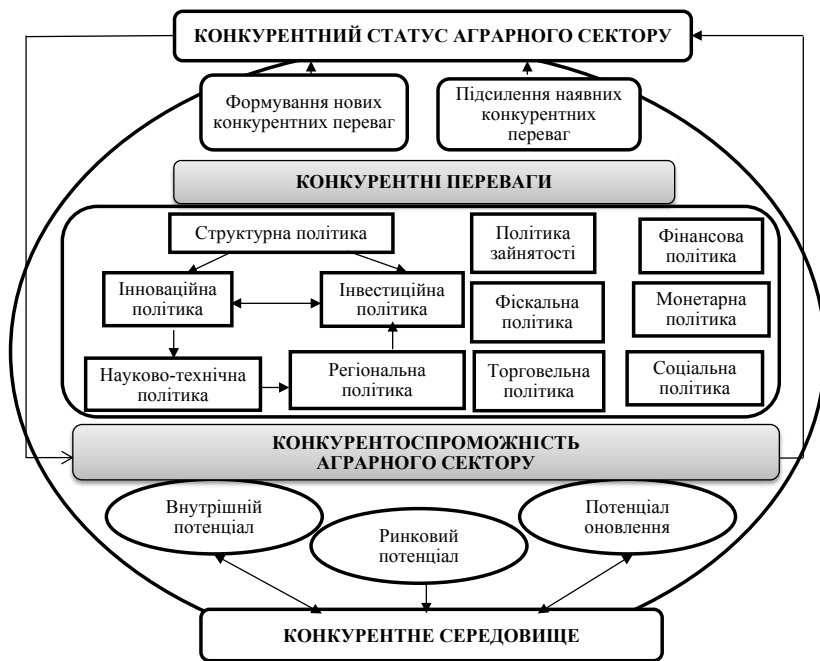 КОНКУРЕНТНИЙ СТАТУС АГРАРНОГО СЕКТОРУ
Формування нових
конкурентних переваг
Підсилення наявних
конкурентних
переваг
КОНКУРЕНТНІ ПЕРЕВАГИ
Структурна політика
Політика
зайнятості
Фінансова
політика
Інноваційна
політика
Інвестиційна
політика
Фіскальна
політика
Монетарна
політика
Науково-технічна
політика
Регіональна
політика
Торговельна
політика
Соціальна
політика
КОНКУРЕНТОСПРОМОЖНІСТЬ
АГРАРНОГО СЕКТОРУ
Внутрішній
потенціал
Ринковий
потенціал
Потенціал
оновлення
КОНКУРЕНТНЕ СЕРЕДОВИЩЕ